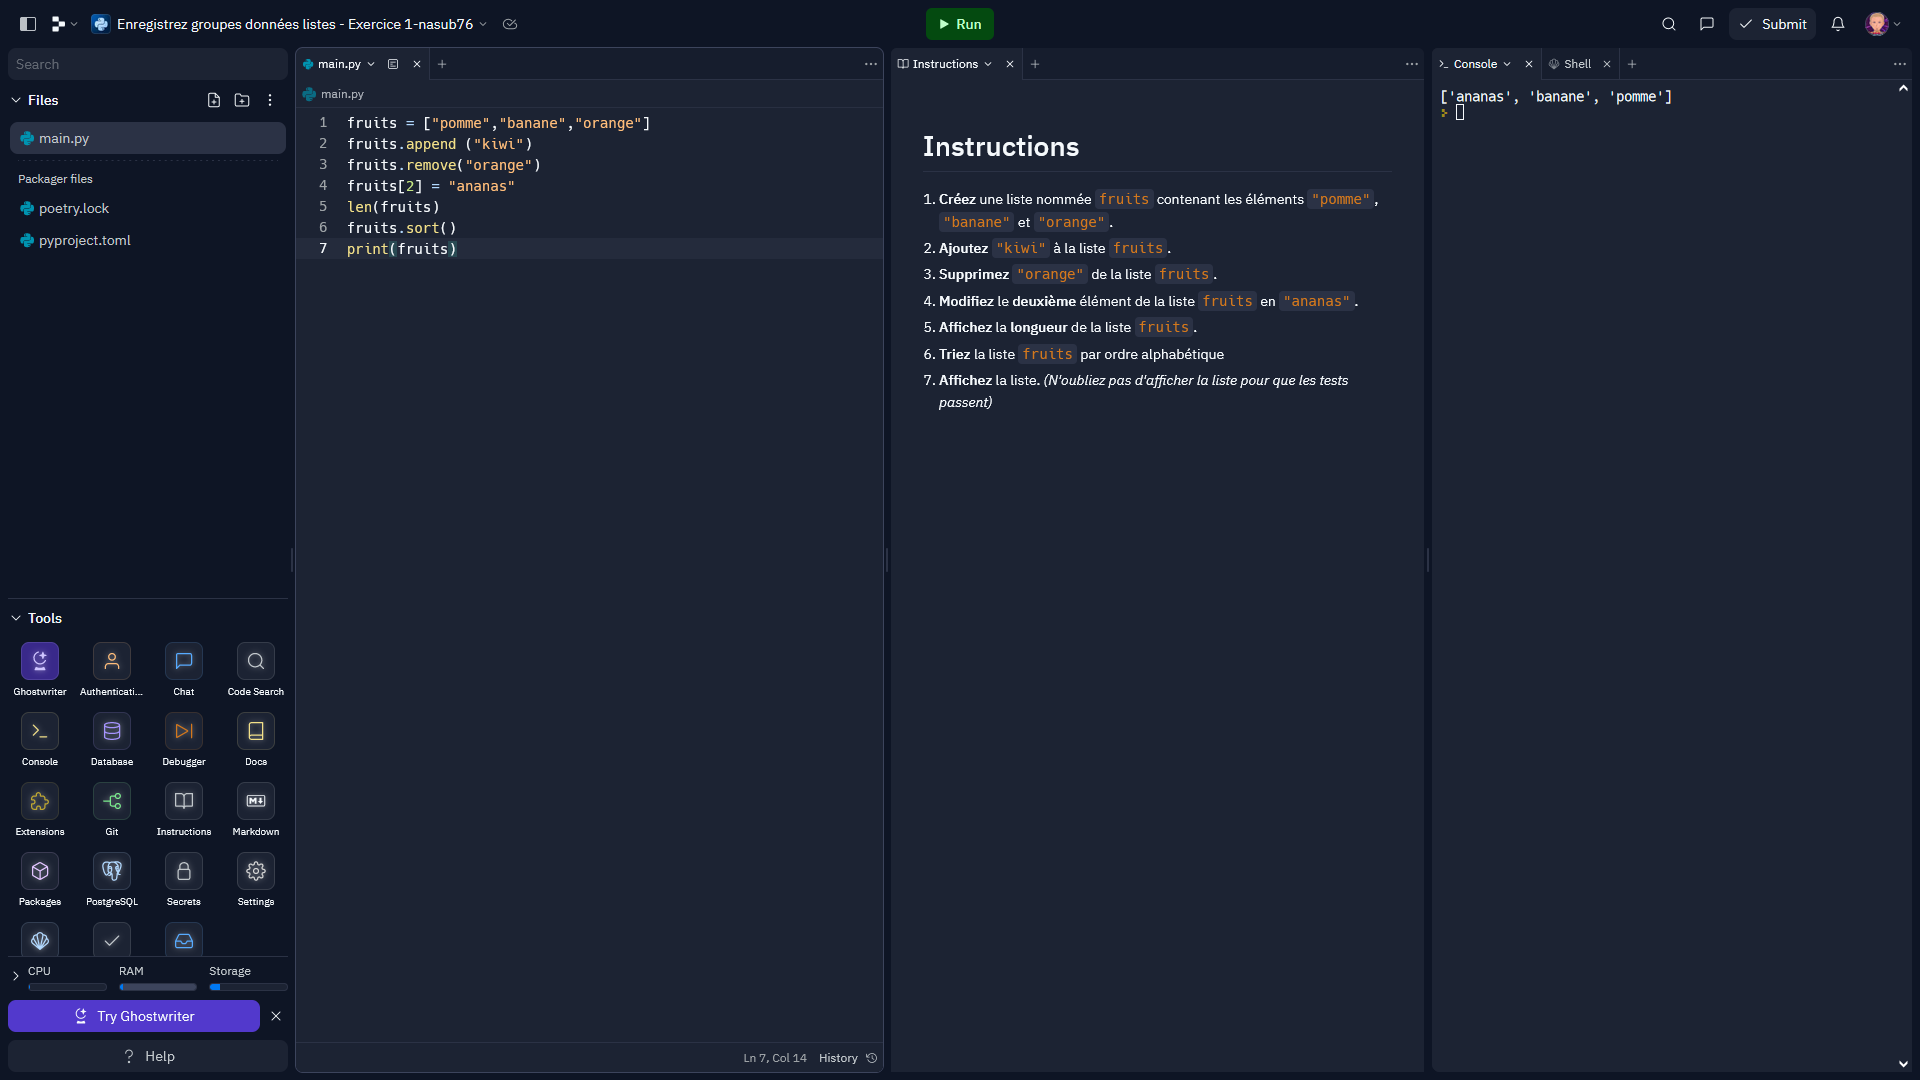 Enregistrez groupes données listes - Exercice 1-nasub76
Run
Submit
Search
Files
main.py
Packager files
poetry.lock
pyproject.toml
Tools
Ghostwriter
Authenticati...
Chat
Code Search
Console
Database
Debugger
Docs
Extensions
Git
Instructions
Markdown
Packages
PostgreSQL
Secrets
Settings
CPU
RAM
Storage
Try Ghostwriter
? Help
main.py
main.py
1 fruits = ["pomme","banane","orange"]
2 fruits.append ("kiwi")
3 fruits.remove("orange")
4 fruits[2] = "ananas"
5 len(fruits)
6 fruits.sort()
7 print(fruits)
Ln 7, Col 14 History
Instructions
Instructions
1. Créez une liste nommée fruits contenant les éléments "pomme",
"banane" et "orange".
2. Ajoutez "kiwi" à la liste fruits.
3. Supprimez "orange" de la liste fruits.
4. Modifiez le deuxième élément de la liste fruits en "ananas".
5. Affichez la longueur de la liste fruits.
6. Triez la liste fruits par ordre alphabétique
7. Affichez la liste. (N'oubliez pas d'afficher la liste pour que les tests
passent)
Console
Shell
['ananas', 'banane', 'pomme']